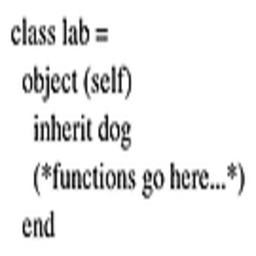 class lab =
object (self)
inherit dog
(*functions go here...*)
end